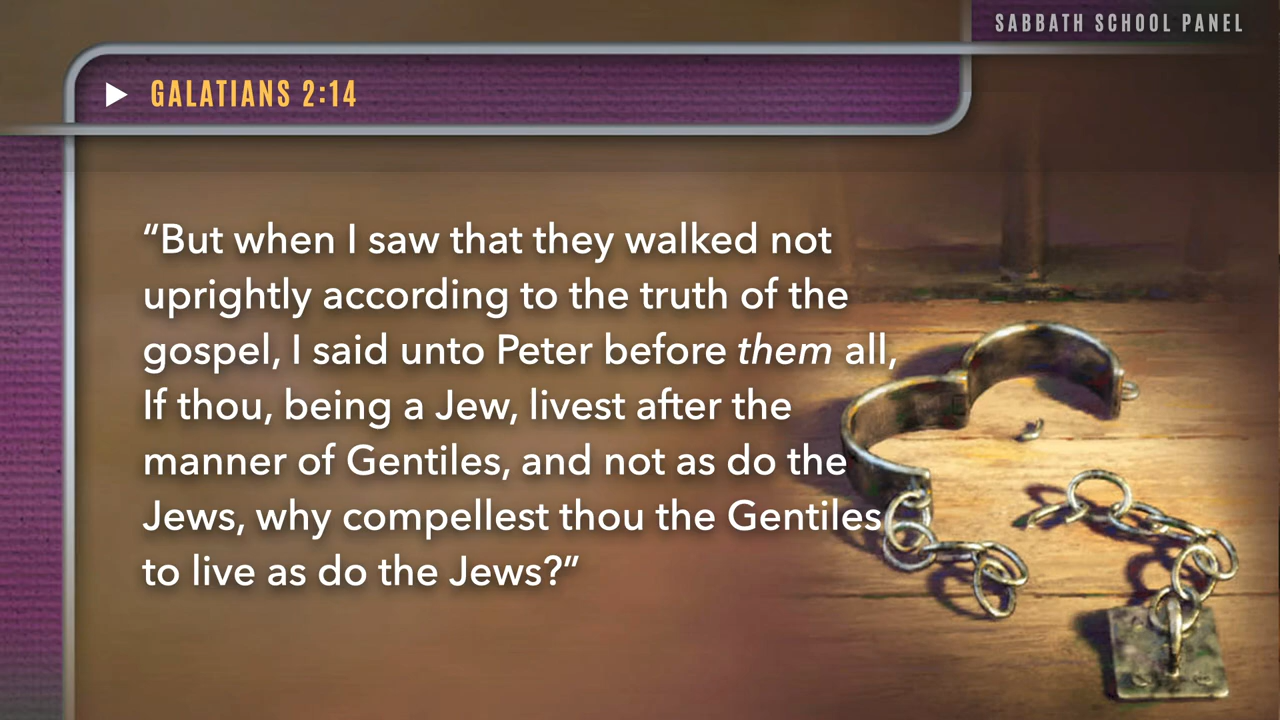 SABBATH SCHOOL PANEL
GALATIANS 2:14
“But when I saw that they walked not
uprightly according to the truth of the
gospel, I said unto Peter before them all,
If thou, being a Jew, livest after the
manner of Gentiles, and not as do the
Jews, why compellest thou the Gentiles
to live as do the Jews?”